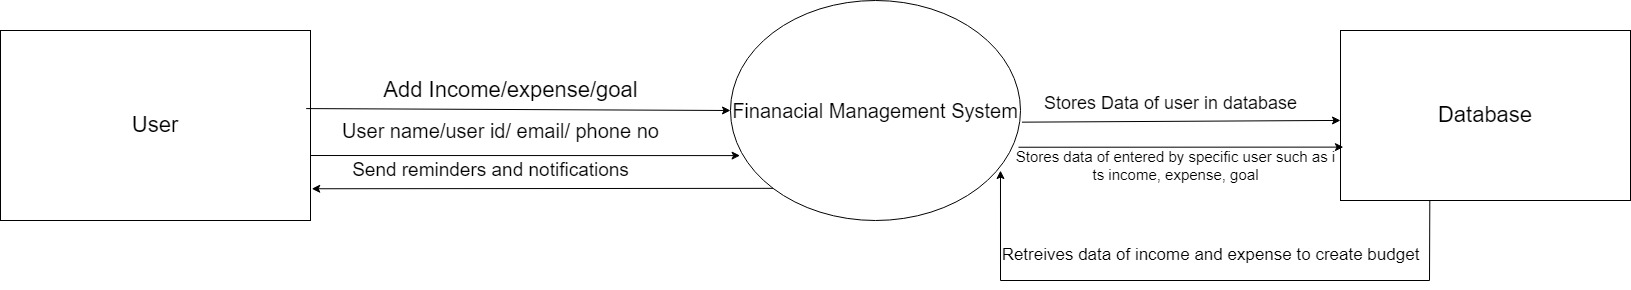 User
Add Income/expense/goal
User name/user id/ email/ phone no
Send reminders and notifications
Finanacial Management System
Stores Data of user in database
Stores data of entered by specific user such as i
ts income, expense, goal
Retreives data of income and expense to create budget
Database